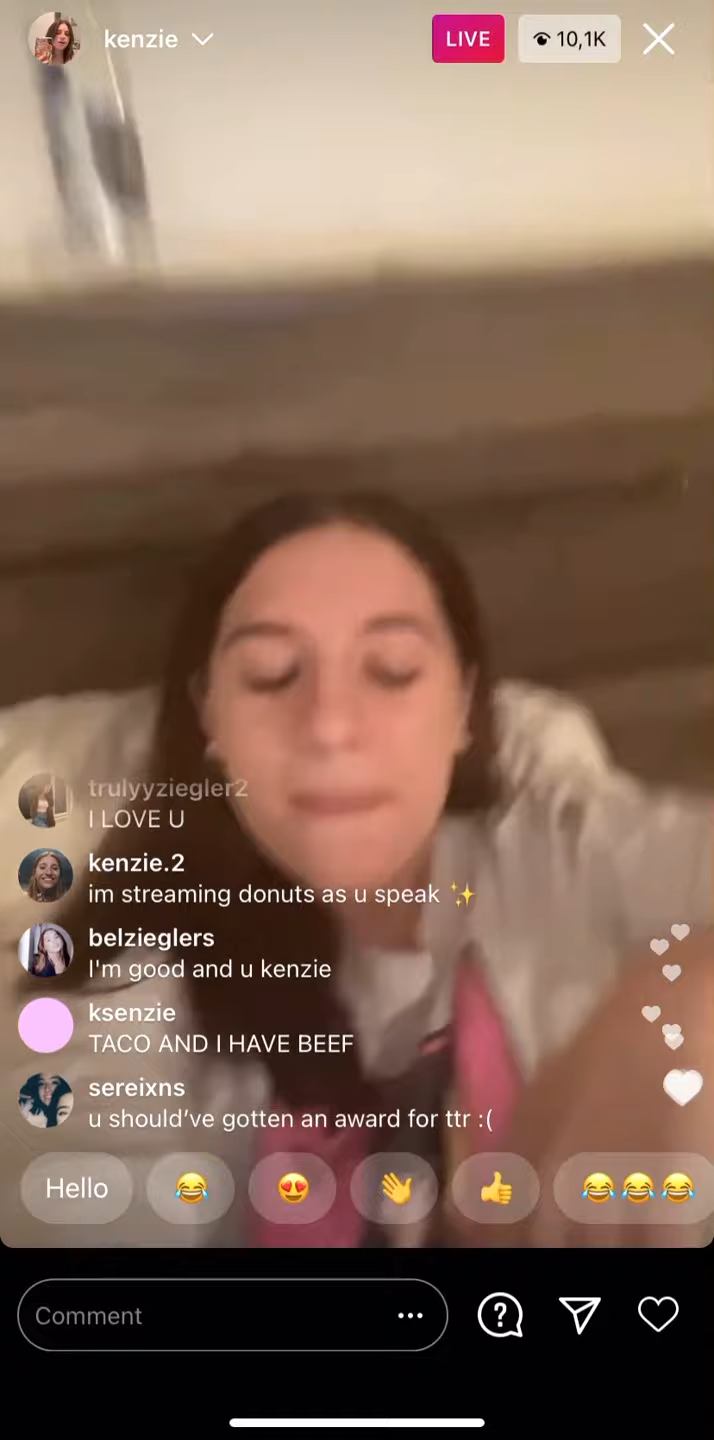 kenzie
LIVE
10,1K
trulyyziegler2
I LOVE U
kenzie.2
im streaming donuts as u speak ✨
belzieglers
I'm good and u kenzie
ksenzie
TACO AND I HAVE BEEF
sereixns
u should’ve gotten an award for ttr :(
Hello 😂 😍 👋 👍 😂😂😂
Comment